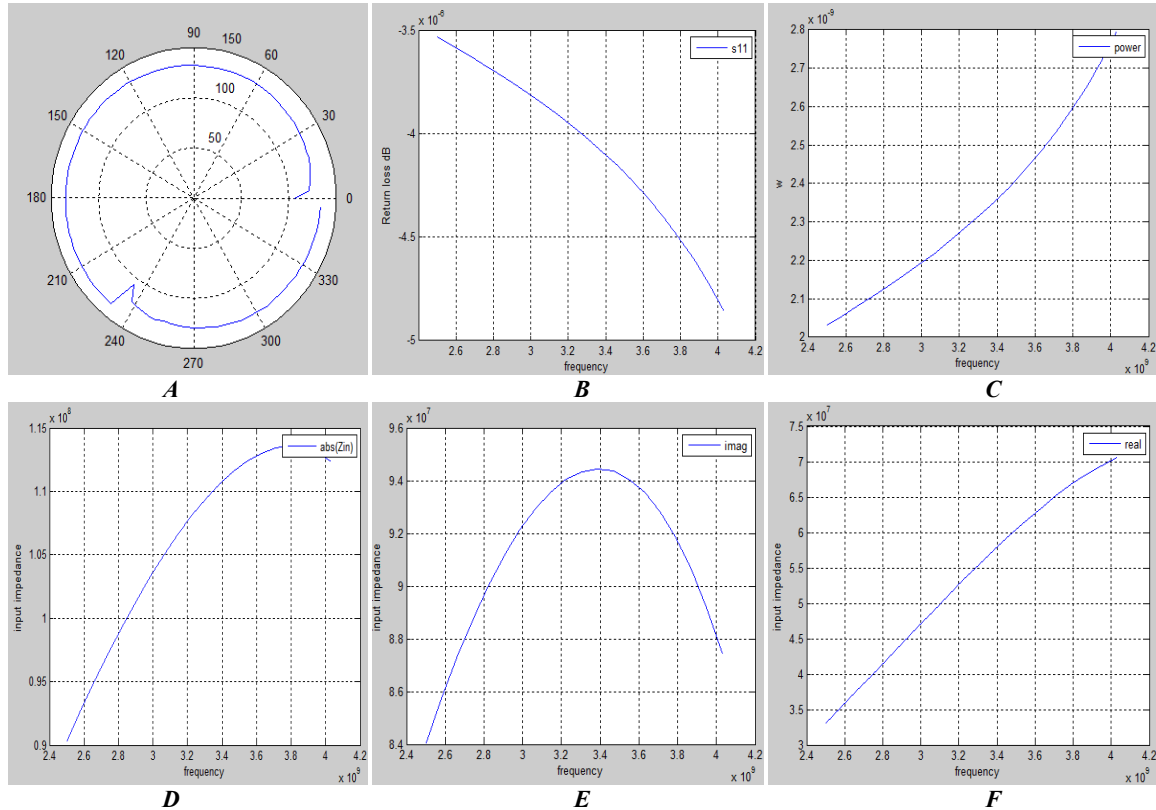 90
150
120
60
100
150
30
50
180
0
210
330
240
300
270
A
x 10^-6
-3.5
s11
-4
Return loss dB
-4.5
-5
2.6 2.8 3 3.2 3.4 3.6 3.8 4 4.2
frequency
x 10^9
B
x 10^-9
2.8
power
2.7
2.6
2.5
2.4
w
2.3
2.2
2.1
2
2.4 2.6 2.8 3 3.2 3.4 3.6 3.8 4 4.2
frequency
x 10^9
C
x 10^8
1.15
abs(Zin)
1.1
1.05
input impedance
1
0.95
0.9
2.4 2.6 2.8 3 3.2 3.4 3.6 3.8 4 4.2
frequency
x 10^9
D
x 10^7
9.6
imag
9.4
9.2
input impedance
9
8.8
8.6
8.4
2.4 2.6 2.8 3 3.2 3.4 3.6 3.8 4 4.2
frequency
x 10^9
E
x 10^7
7.5
real
7
6.5
6
5.5
input impedance
5
4.5
4
3.5
3
2.4 2.6 2.8 3 3.2 3.4 3.6 3.8 4 4.2
frequency
x 10^9
F